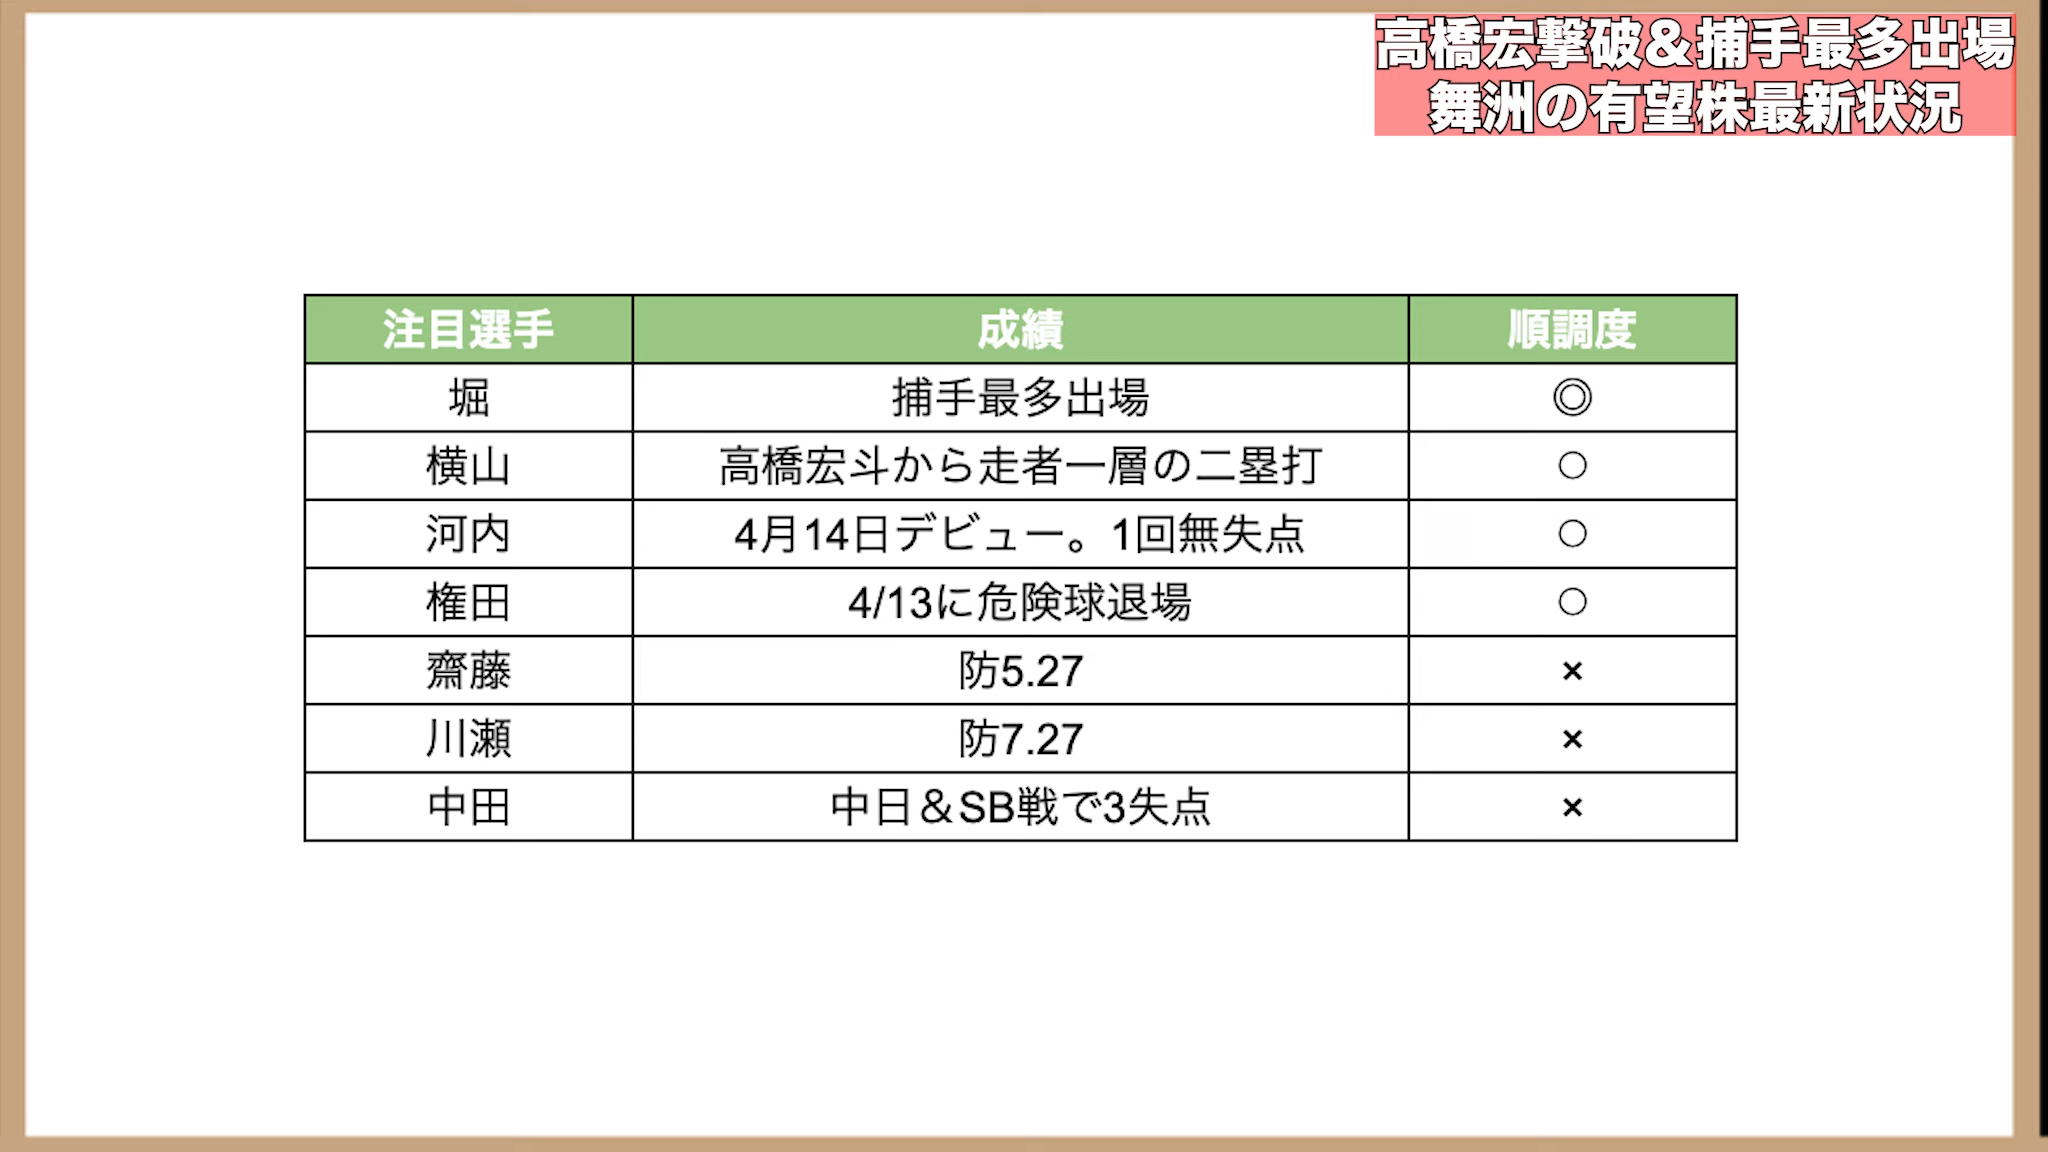 高橋宏撃破＆捕手最多出場
舞洲の有望株最新状況
注目選手 成績 順調度
堀 捕手最多出場 ◎
横山 高橋宏斗から走者一層の二塁打 ○
河内 4月14日デビュー。1回無失点 ○
権田 4/13に危険球退場 ○
齋藤 防5.27 ×
川瀬 防7.27 ×
中田 中日＆SB戦で3失点 ×